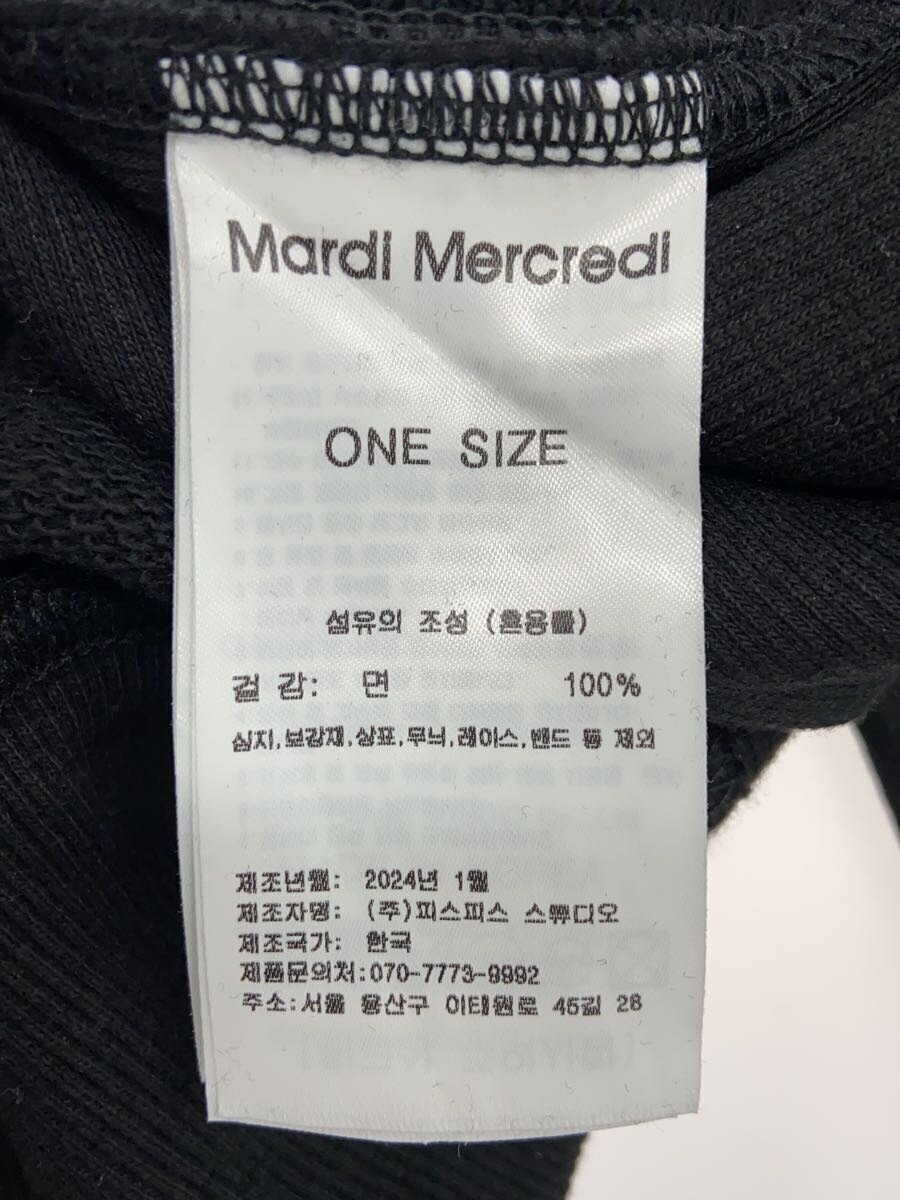 Mardi Mercredi
ONE SIZE
섬유의 조성 (혼용률)
겉 감: 면 100%
심지,보강재,상표,무늬,레이스,밴드 등 제외
제조년월: 2024년 1월
제조자명: (주)피스피스 스튜디오
제조국가: 한국
제품문의처:070-7773-9992
주소:서울 용산구 이태원로 45길 28